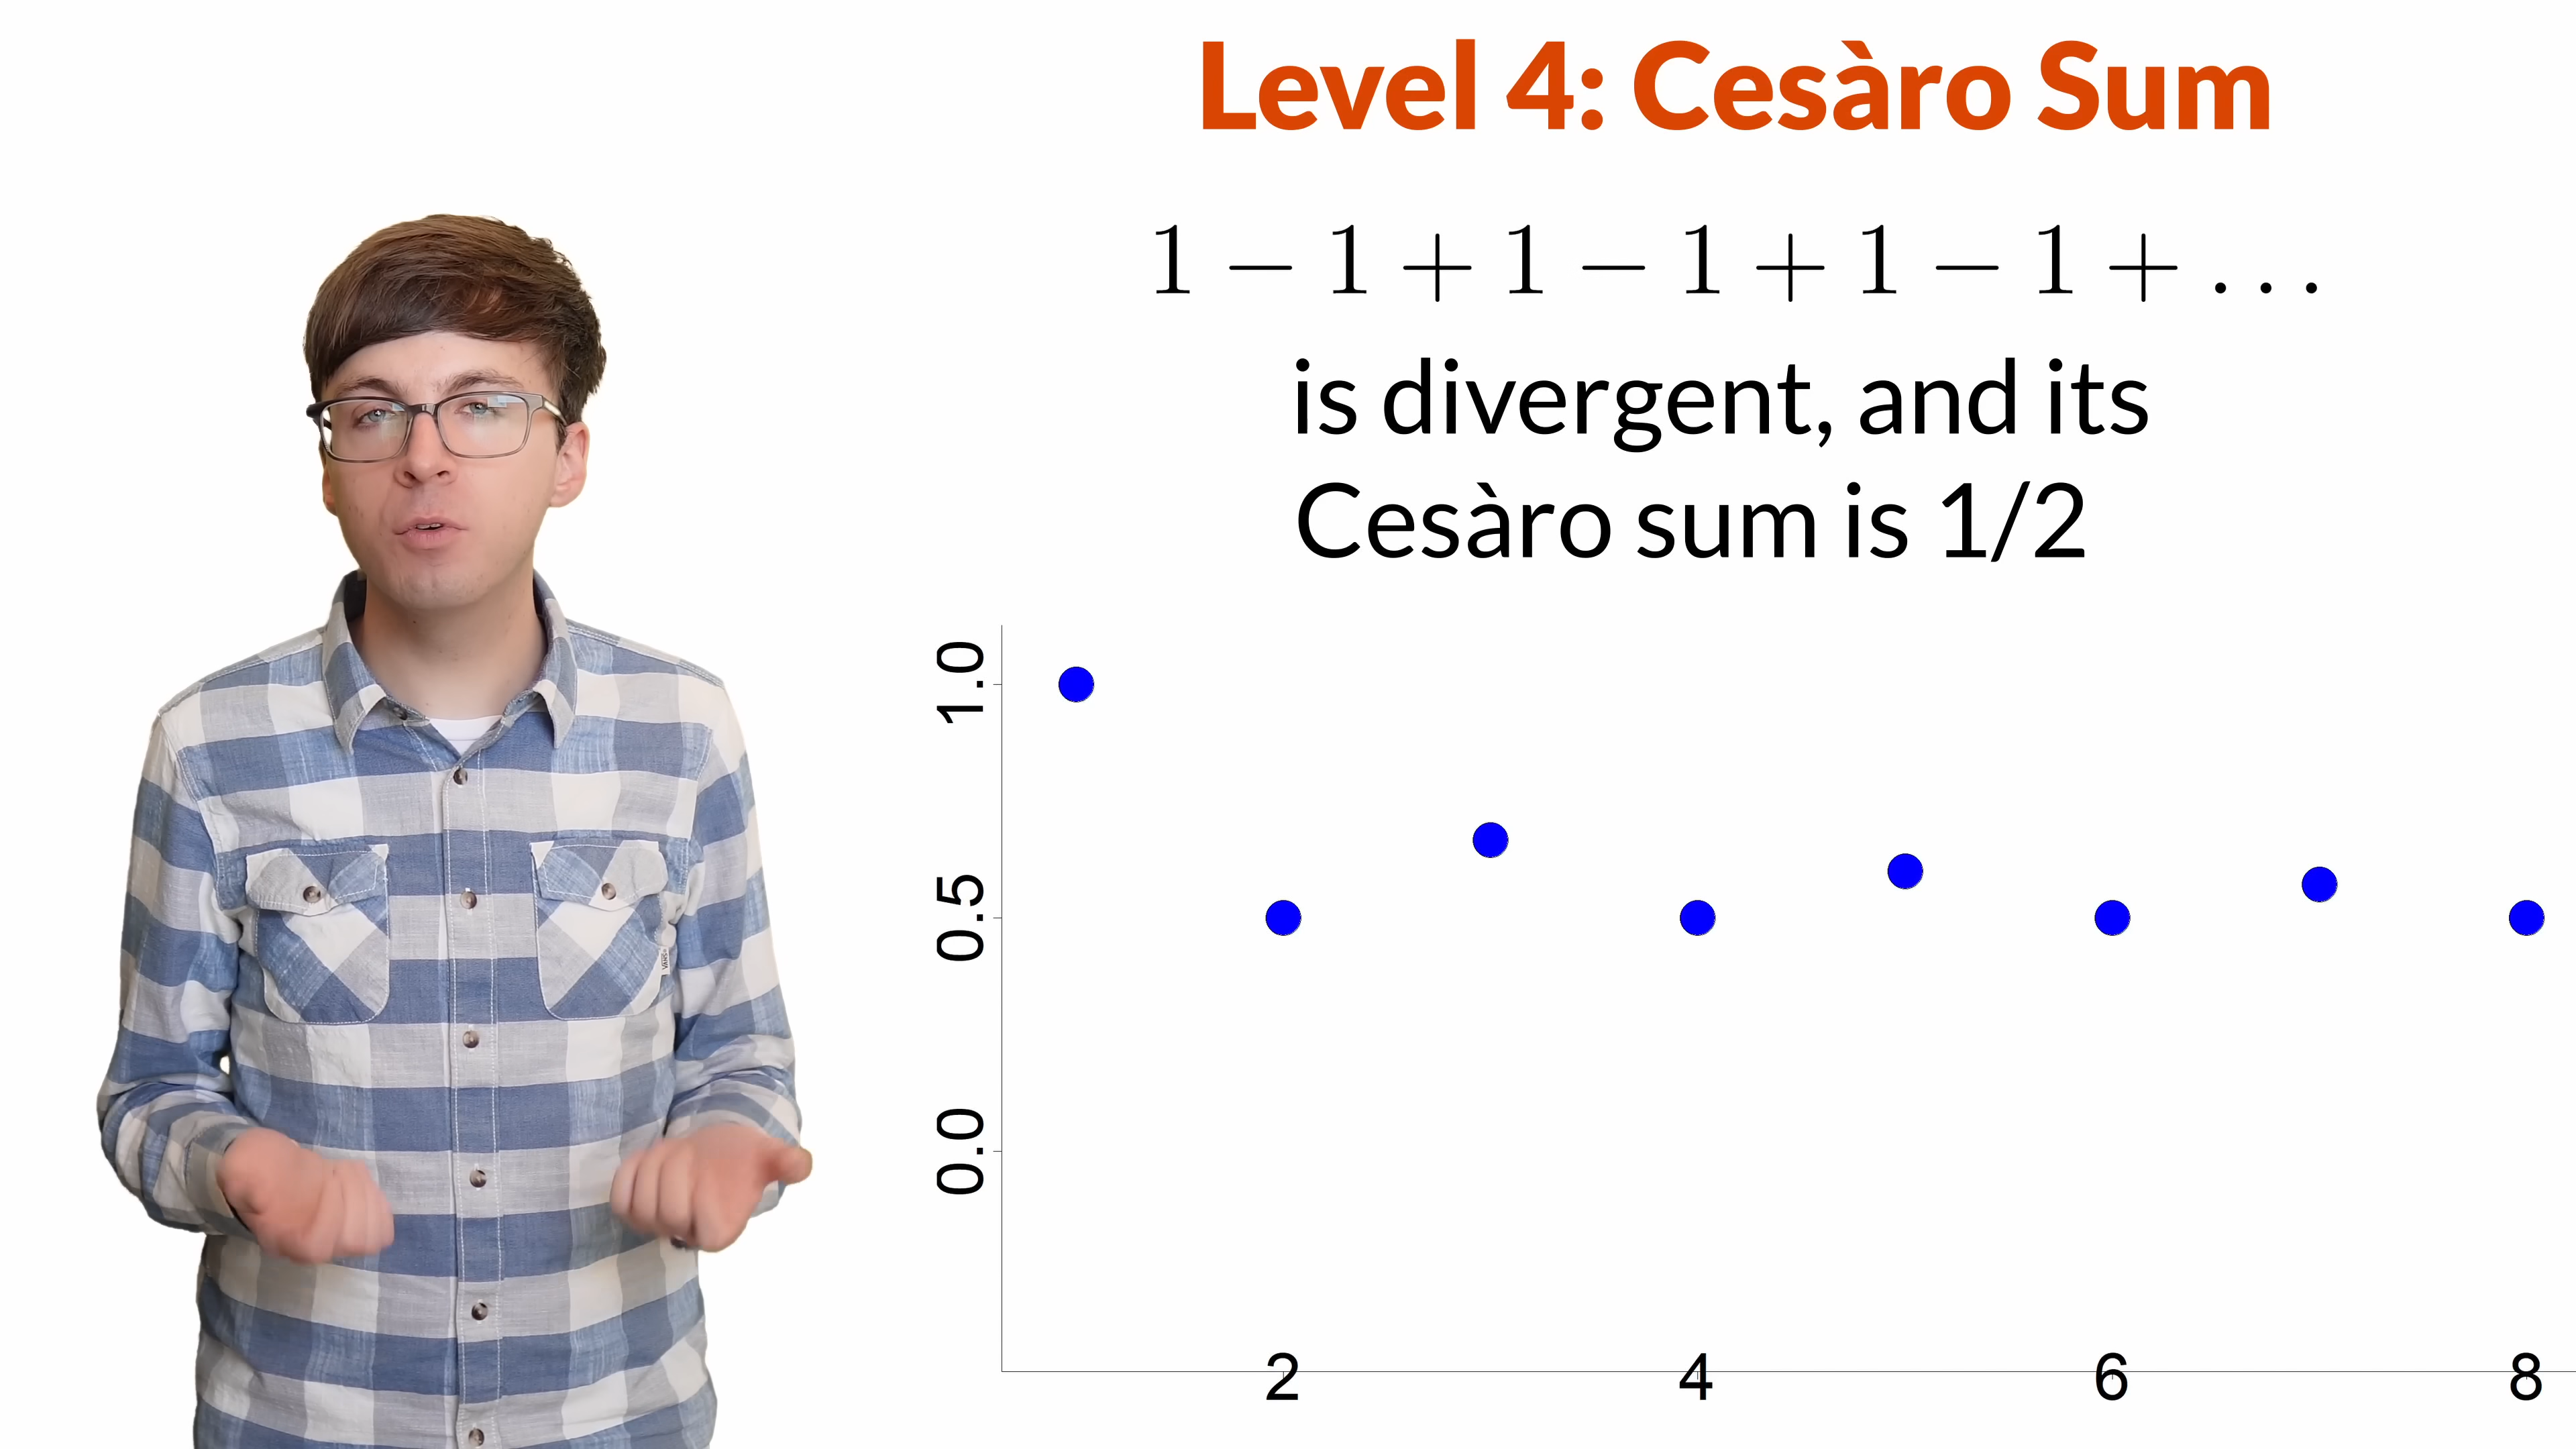 Level 4: Cesàro Sum
1 − 1 + 1 − 1 + 1 − 1 + …
is divergent, and its
Cesàro sum is 1/2
1.0
0.5
0.0
2 4 6 8